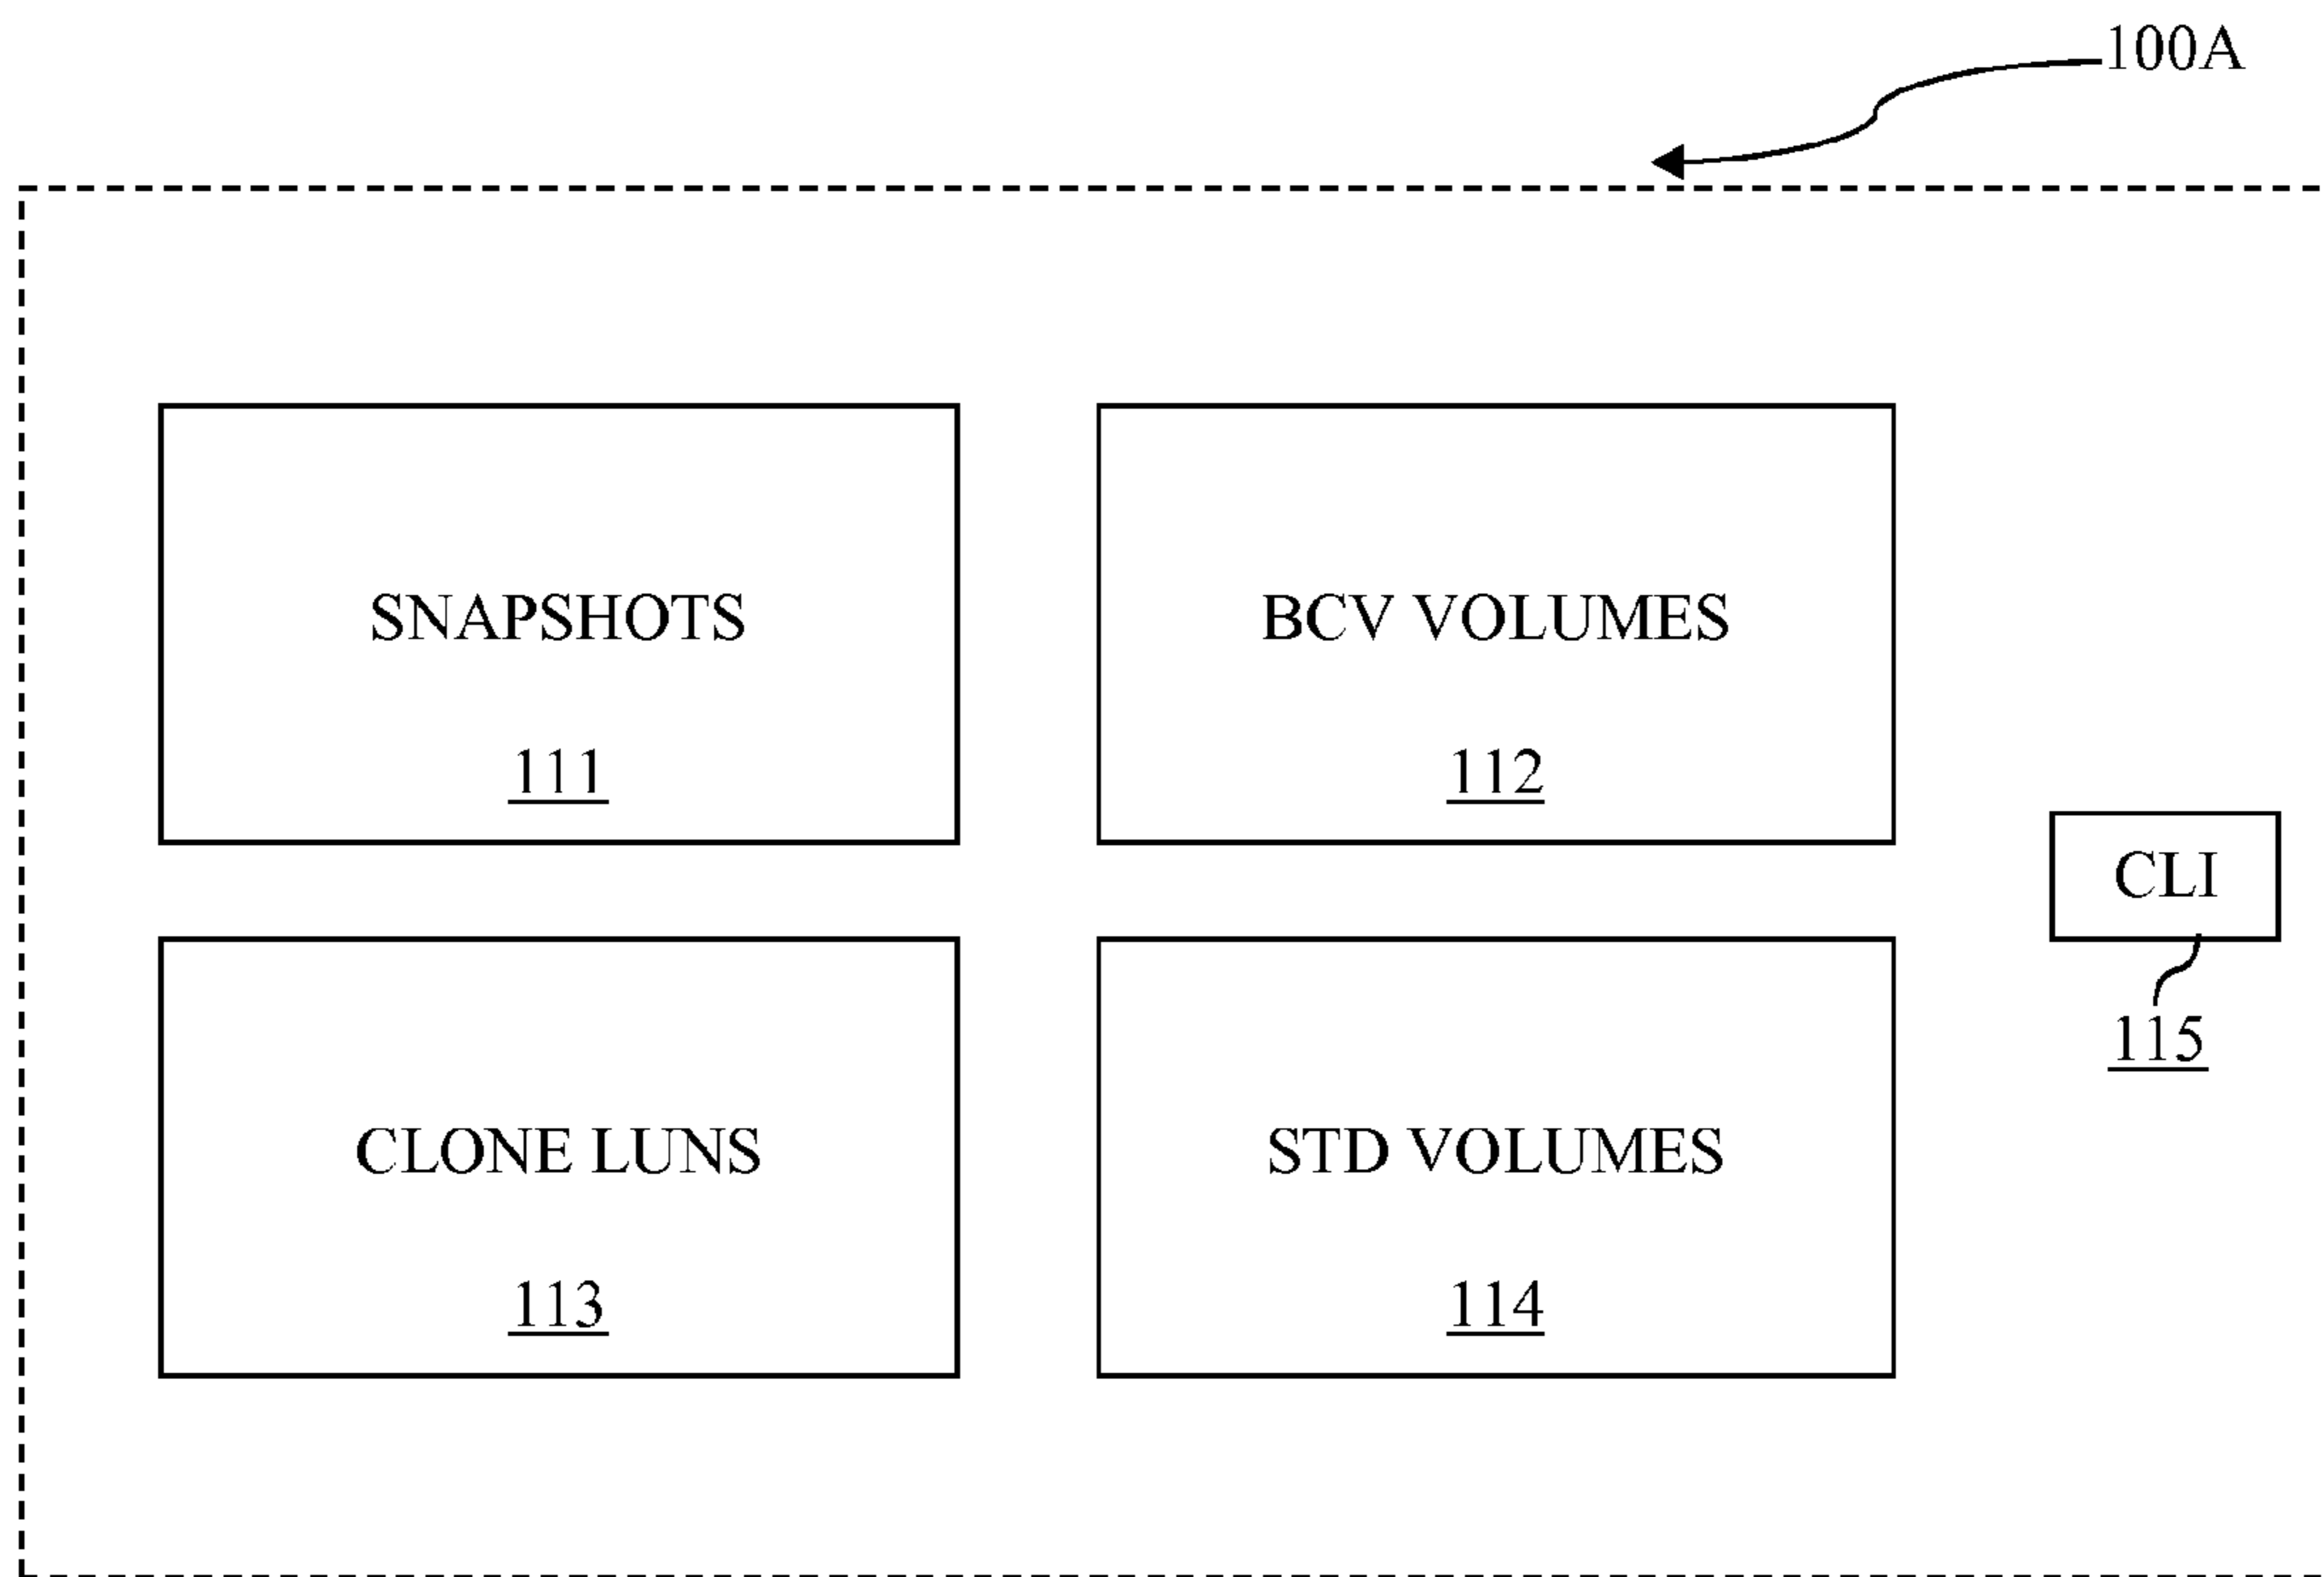 100A
SNAPSHOTS
111
BCV VOLUMES
112
CLI
115
CLONE LUNS
113
STD VOLUMES
114